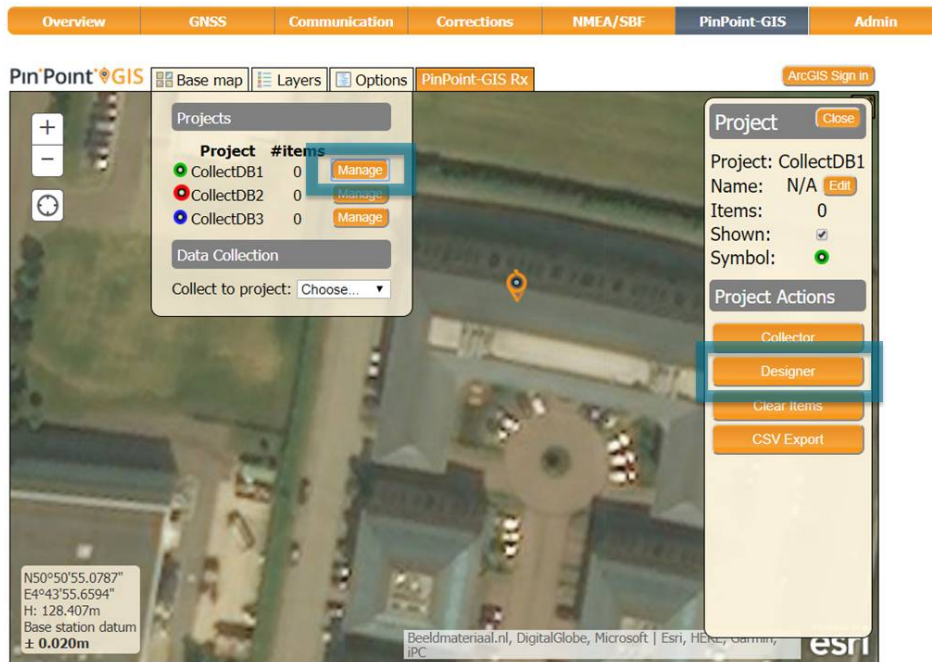 Overview GNSS Communication Corrections NMEA/SBF PinPoint-GIS Admin
PinPoint GIS Base map Layers Options PinPoint-GIS Rx ArcGIS Sign in
+
−
Projects
Project #items
CollectDB1 0 Manage
CollectDB2 0 Manage
CollectDB3 0 Manage
Data Collection
Collect to project: Choose...
Project Close
Project: CollectDB1
Name: N/A Edit
Items: 0
Shown:
Symbol:
Project Actions
Collector
Designer
Clear Items
CSV Export
N50°50'55.0787"
E4°43'55.6594"
H: 128.407m
Base station datum
± 0.020m
Beeldmateriaal.nl, DigitalGlobe, Microsoft | Esri, HERE, Garmin,
iPC
esri